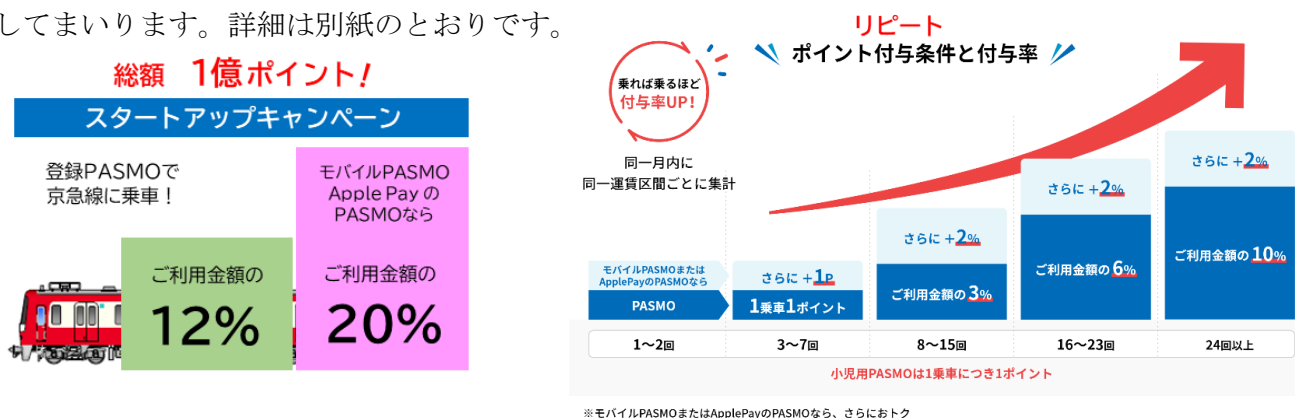 してまいります。詳細は別紙のとおりです。
総額 1億ポイント!
スタートアップキャンペーン
登録PASMOで
京急線に乗車！
モバイルPASMO
Apple Pay の
PASMOなら
ご利用金額の
12%
ご利用金額の
20%
リピート
ポイント付与条件と付与率
乗れば乗るほど
付与率UP！
同一月内に
同一運賃区間ごとに集計
モバイルPASMOまたは
ApplePayのPASMOなら
PASMO
さらに +1P
1乗車1ポイント
さらに +2%
ご利用金額の3%
さらに +2%
ご利用金額の6%
さらに +2%
ご利用金額の10%
1〜2回
3〜7回
8〜15回
16〜23回
24回以上
小児用PASMOは1乗車につき1ポイント
※モバイルPASMOまたはApplePayのPASMOなら、さらにおトク